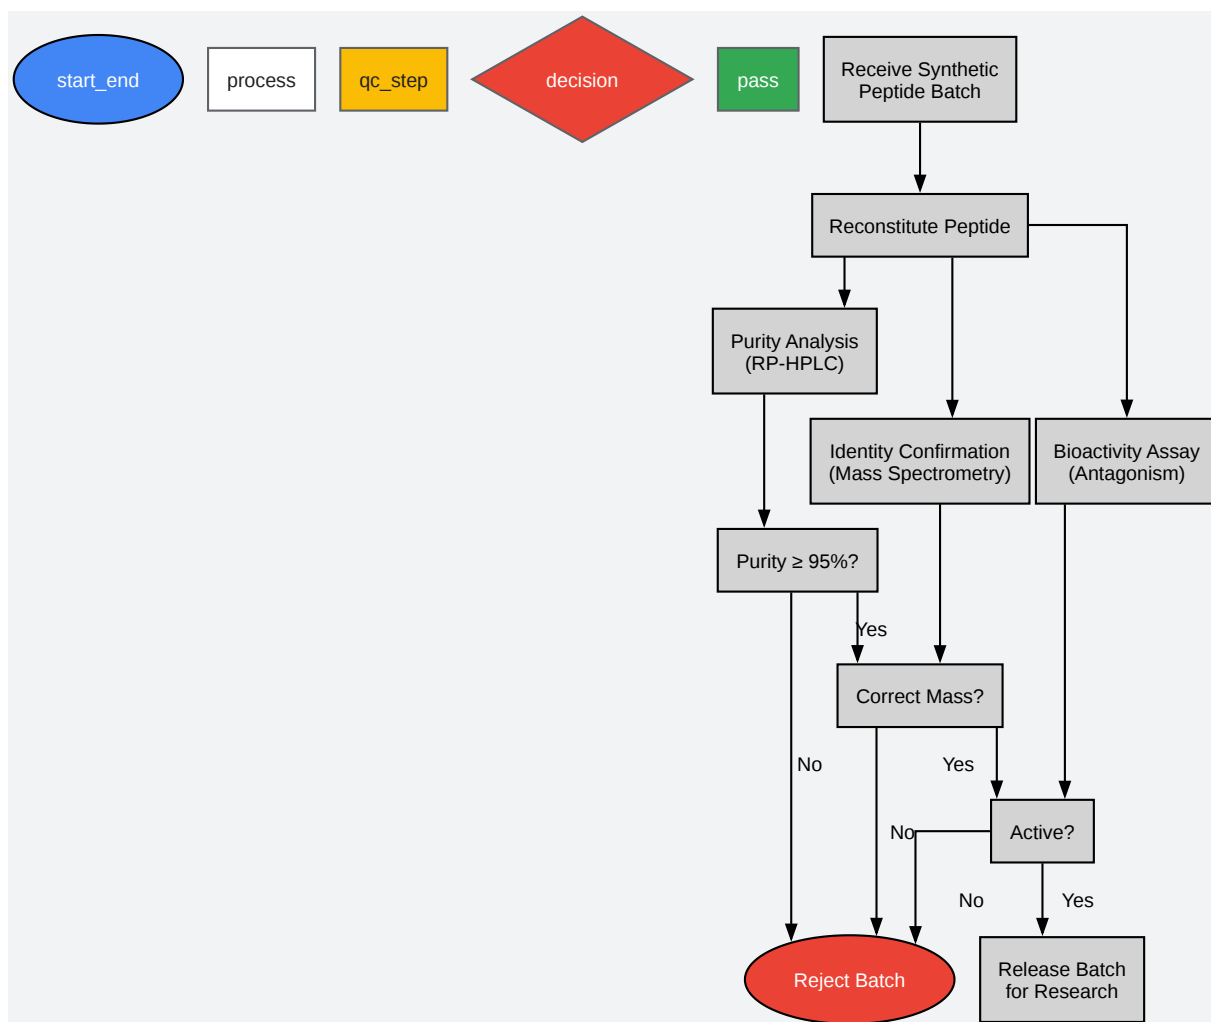 start_end
process
qc_step
decision
pass
Receive Synthetic
Peptide Batch
Reconstitute Peptide
Purity Analysis
(RP-HPLC)
Identity Confirmation
(Mass Spectrometry)
Bioactivity Assay
(Antagonism)
Purity ≥ 95%?
Yes
Correct Mass?
No
Yes
No
Active?
No
Yes
Reject Batch
Release Batch
for Research